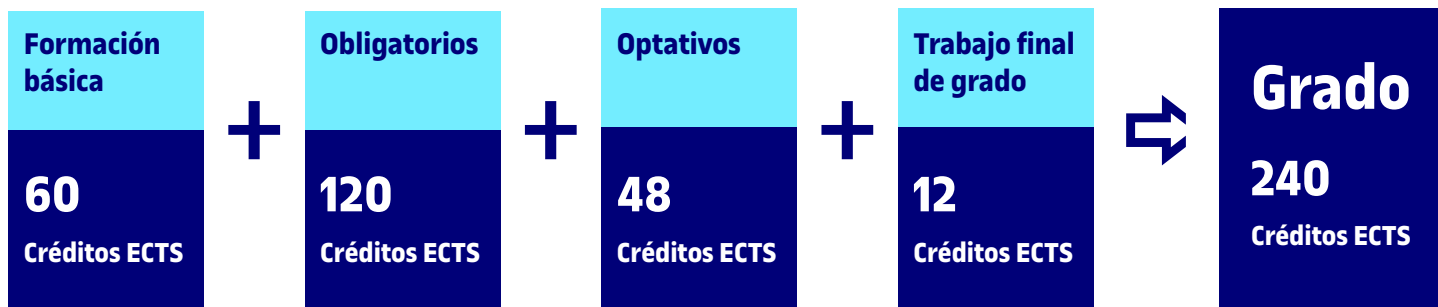 Formación
básica
60
Créditos ECTS
+
Obligatorios
120
Créditos ECTS
+
Optativos
48
Créditos ECTS
+
Trabajo final
de grado
12
Créditos ECTS
Grado
240
Créditos ECTS